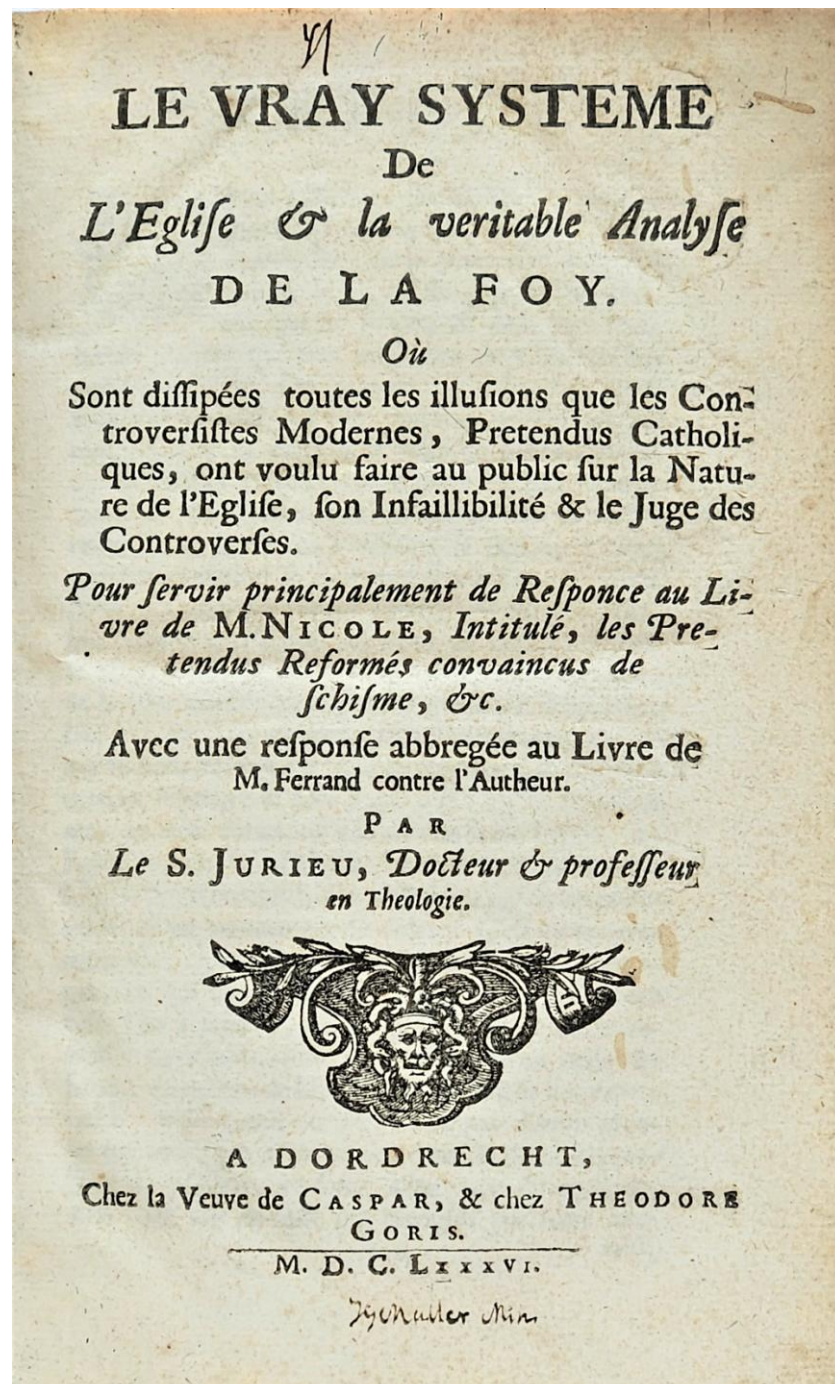 LE VRAY SYSTEME
De
L'Egliſe & la veritable Analyſe
DE LA FOY.
Où
Sont diſſipées toutes les illuſions que les Con-
troverſiſtes Modernes, Pretendus Catholi-
ques, ont voulu faire au public ſur la Natu-
re de l'Egliſe, ſon Infaillibilité & le Juge des
Controverſes.
Pour ſervir principalement de Reſponce au Li-
vre de M. NICOLE, Intitulé, les Pre-
tendus Reformés convaincus de
ſchiſme, &c.
Avec une reſponſe abbregée au Livre de
M. Ferrand contre l'Autheur.
PAR
Le S. JURIEU, Docteur & profeſſeur
en Theologie.
A DORDRECHT,
Chez la Veuve de CASPAR, & chez THEODORE
GORIS.
M. D. C. LXXXVI.